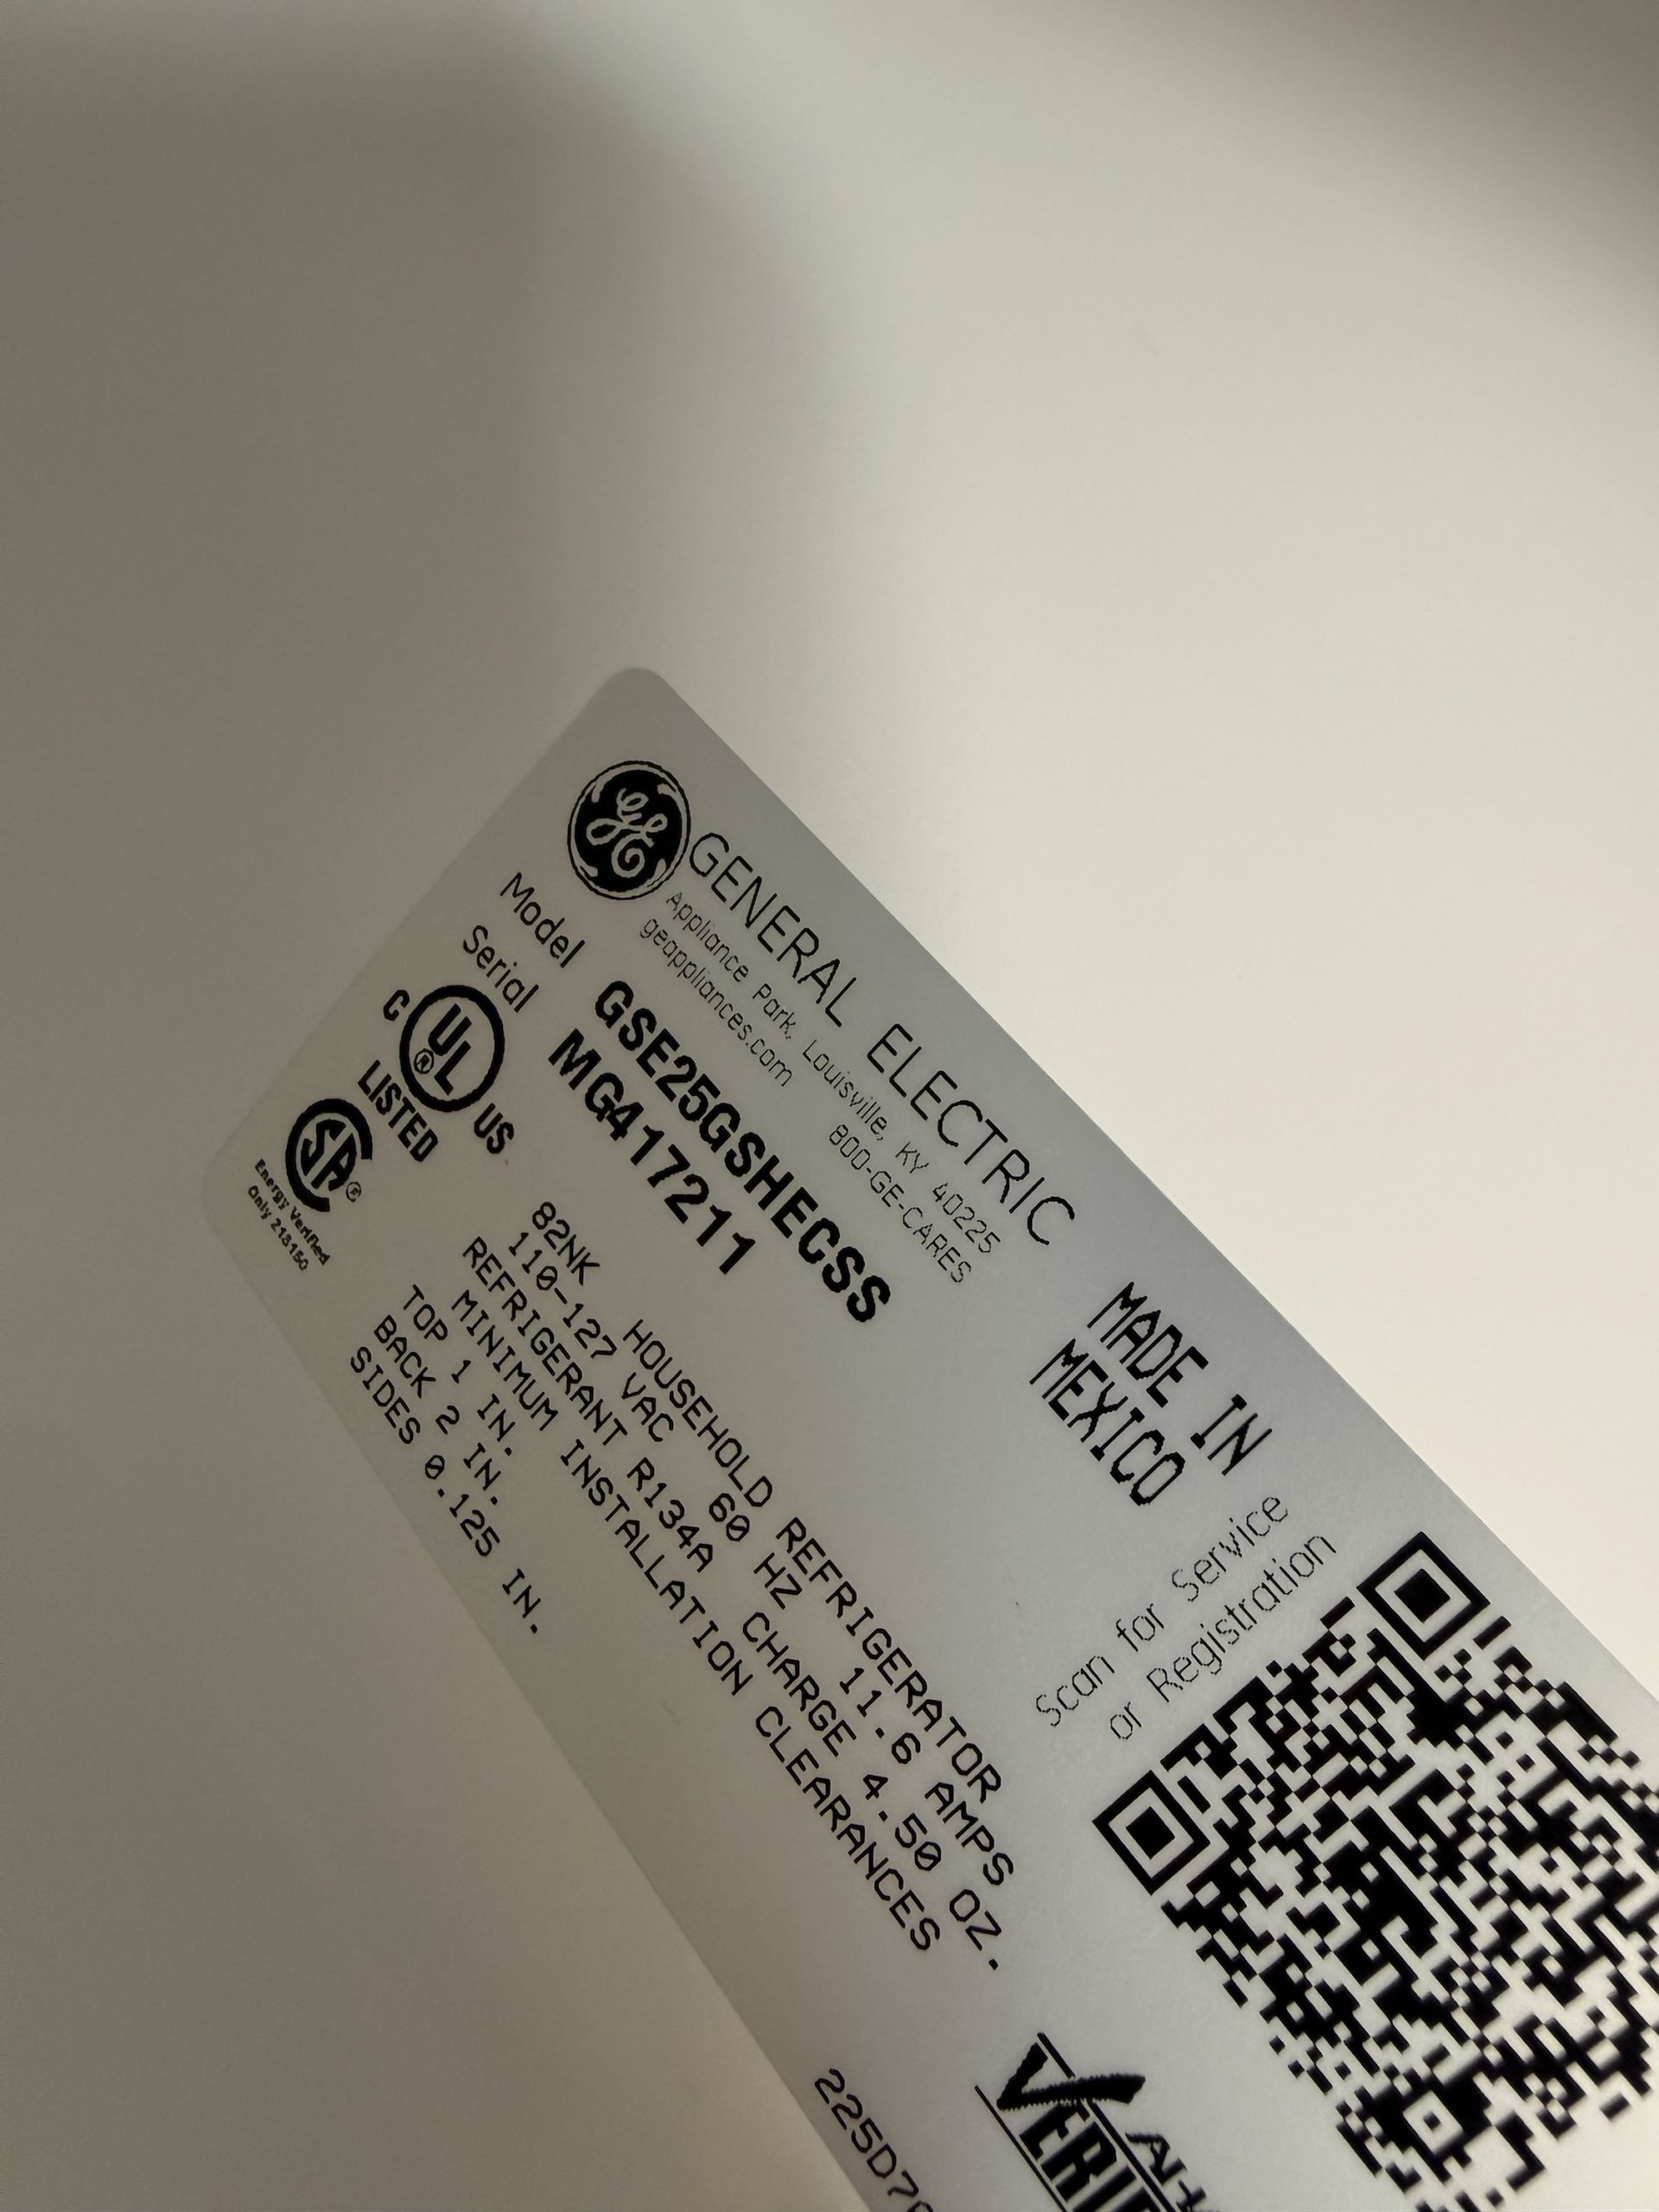 GE
GENERAL ELECTRIC
Appliance Park, Louisville, KY 40225
geappliances.com 800-GE-CARES
Model GSE25GSHECSS
Serial MG417211
MADE IN
MEXICO
Scan for Service
or Registration
C UL ® US
LISTED
SA ®
Energy Verified
Only 218150
82NK HOUSEHOLD REFRIGERATOR
110-127 VAC 60 HZ 11.6 AMPS
REFRIGERANT R134A CHARGE 4.50 OZ.
MINIMUM INSTALLATION CLEARANCES
TOP 1 IN.
BACK 2 IN.
SIDES 0.125 IN.